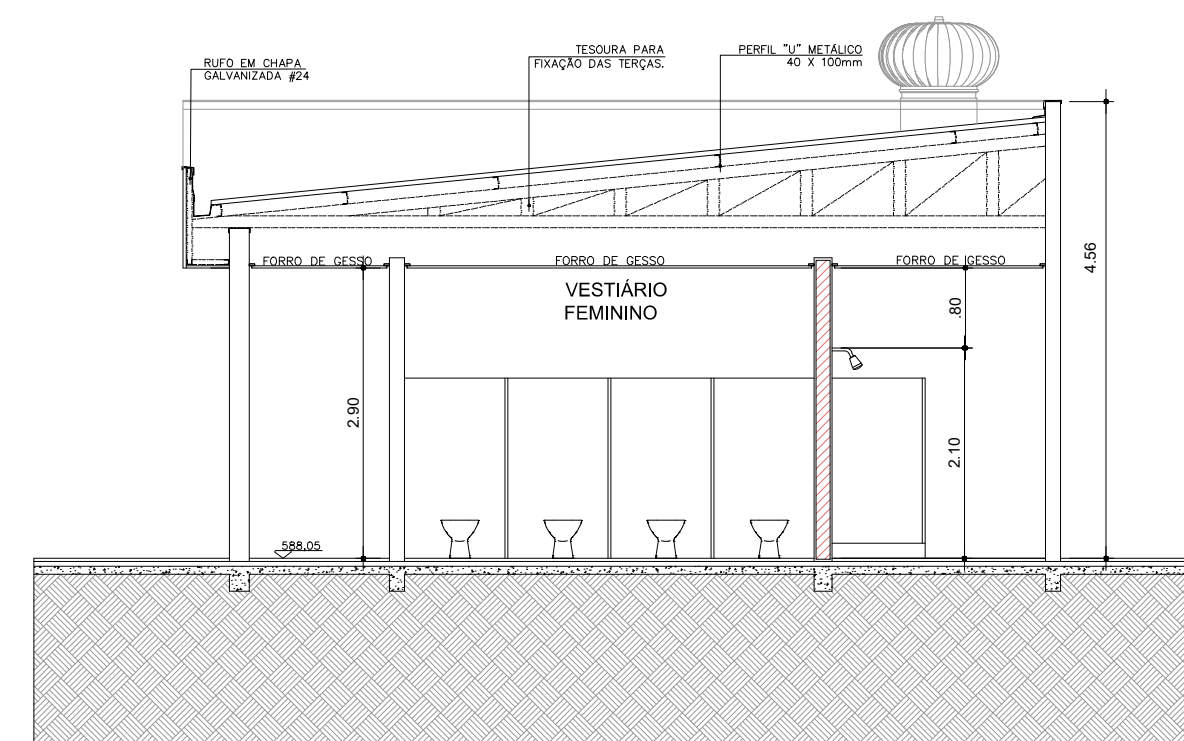 TESOURA PARA
FIXAÇÃO DAS TERÇAS.
PERFIL "U" METÁLICO
40 X 100mm
RUFO EM CHAPA
GALVANIZADA #24
4.56
FORRO DE GESSO
FORRO DE GESSO
FORRO DE GESSO
VESTIÁRIO
FEMININO
.80
2.90
2.10
588,05